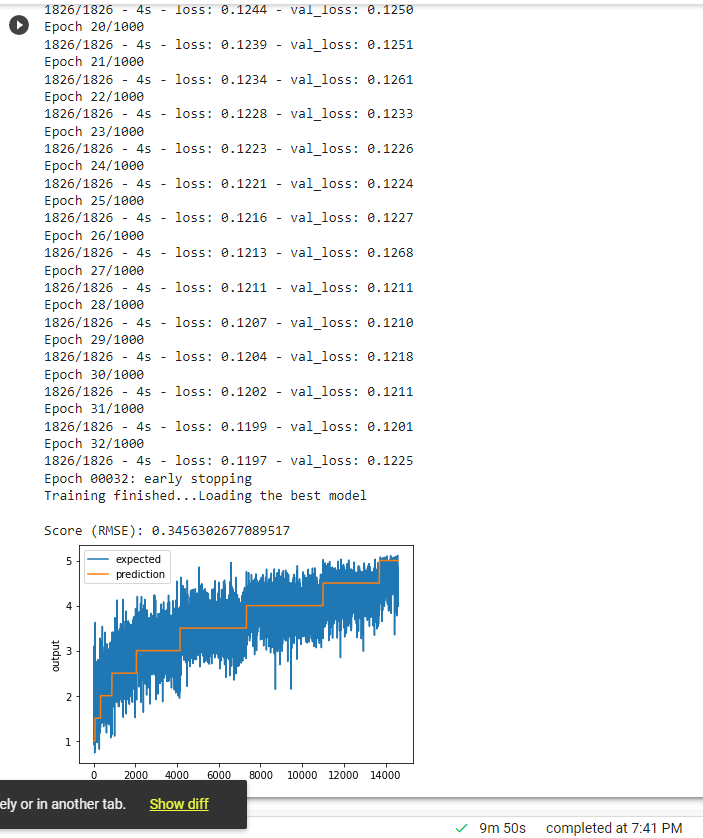 1826/1826 - 4s - loss: 0.1244 - val_loss: 0.1250
Epoch 20/1000
1826/1826 - 4s - loss: 0.1239 - val_loss: 0.1251
Epoch 21/1000
1826/1826 - 4s - loss: 0.1234 - val_loss: 0.1261
Epoch 22/1000
1826/1826 - 4s - loss: 0.1228 - val_loss: 0.1233
Epoch 23/1000
1826/1826 - 4s - loss: 0.1223 - val_loss: 0.1226
Epoch 24/1000
1826/1826 - 4s - loss: 0.1221 - val_loss: 0.1224
Epoch 25/1000
1826/1826 - 4s - loss: 0.1216 - val_loss: 0.1227
Epoch 26/1000
1826/1826 - 4s - loss: 0.1213 - val_loss: 0.1268
Epoch 27/1000
1826/1826 - 4s - loss: 0.1211 - val_loss: 0.1211
Epoch 28/1000
1826/1826 - 4s - loss: 0.1207 - val_loss: 0.1210
Epoch 29/1000
1826/1826 - 4s - loss: 0.1204 - val_loss: 0.1218
Epoch 30/1000
1826/1826 - 4s - loss: 0.1202 - val_loss: 0.1211
Epoch 31/1000
1826/1826 - 4s - loss: 0.1199 - val_loss: 0.1201
Epoch 32/1000
1826/1826 - 4s - loss: 0.1197 - val_loss: 0.1225
Epoch 00032: early stopping
Training finished...Loading the best model
Score (RMSE): 0.3456302677089517
expected
prediction
5
4
3
2
1
output
0 2000 4000 6000 8000 10000 12000 14000
ely or in another tab. Show diff
9m 50s completed at 7:41 PM